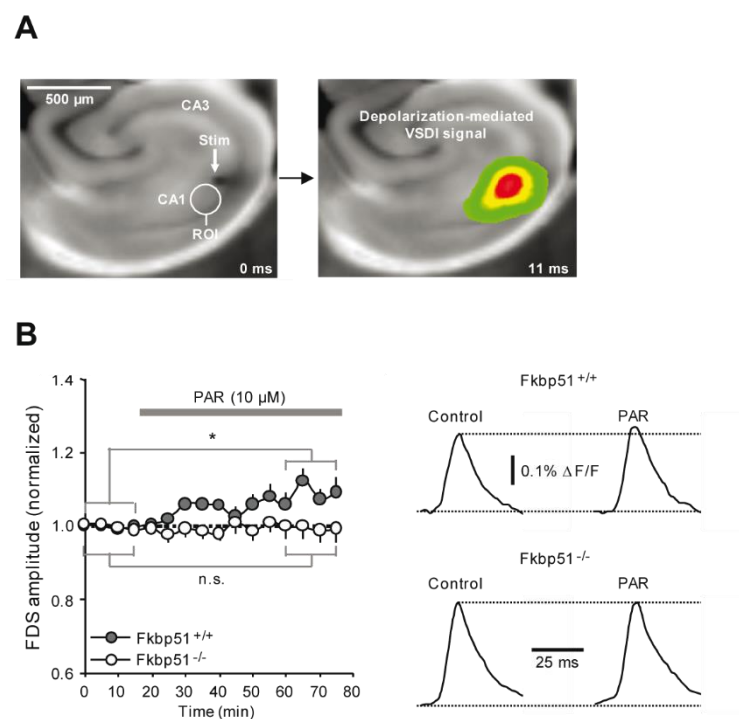 A
500 µm
CA3
Stim
CA1
ROI
0 ms
Depolarization-mediated
VSDI signal
11 ms
B
FDS amplitude (normalized)
1.4
1.2
1.0
0.8
0.6
PAR (10 µM)
*
n.s.
Fkbp51 +/+
Fkbp51 -/-
0 10 20 30 40 50 60 70 80
Time (min)
Fkbp51 +/+
Control PAR
0.1% ΔF/F
Fkbp51 -/-
Control PAR
25 ms